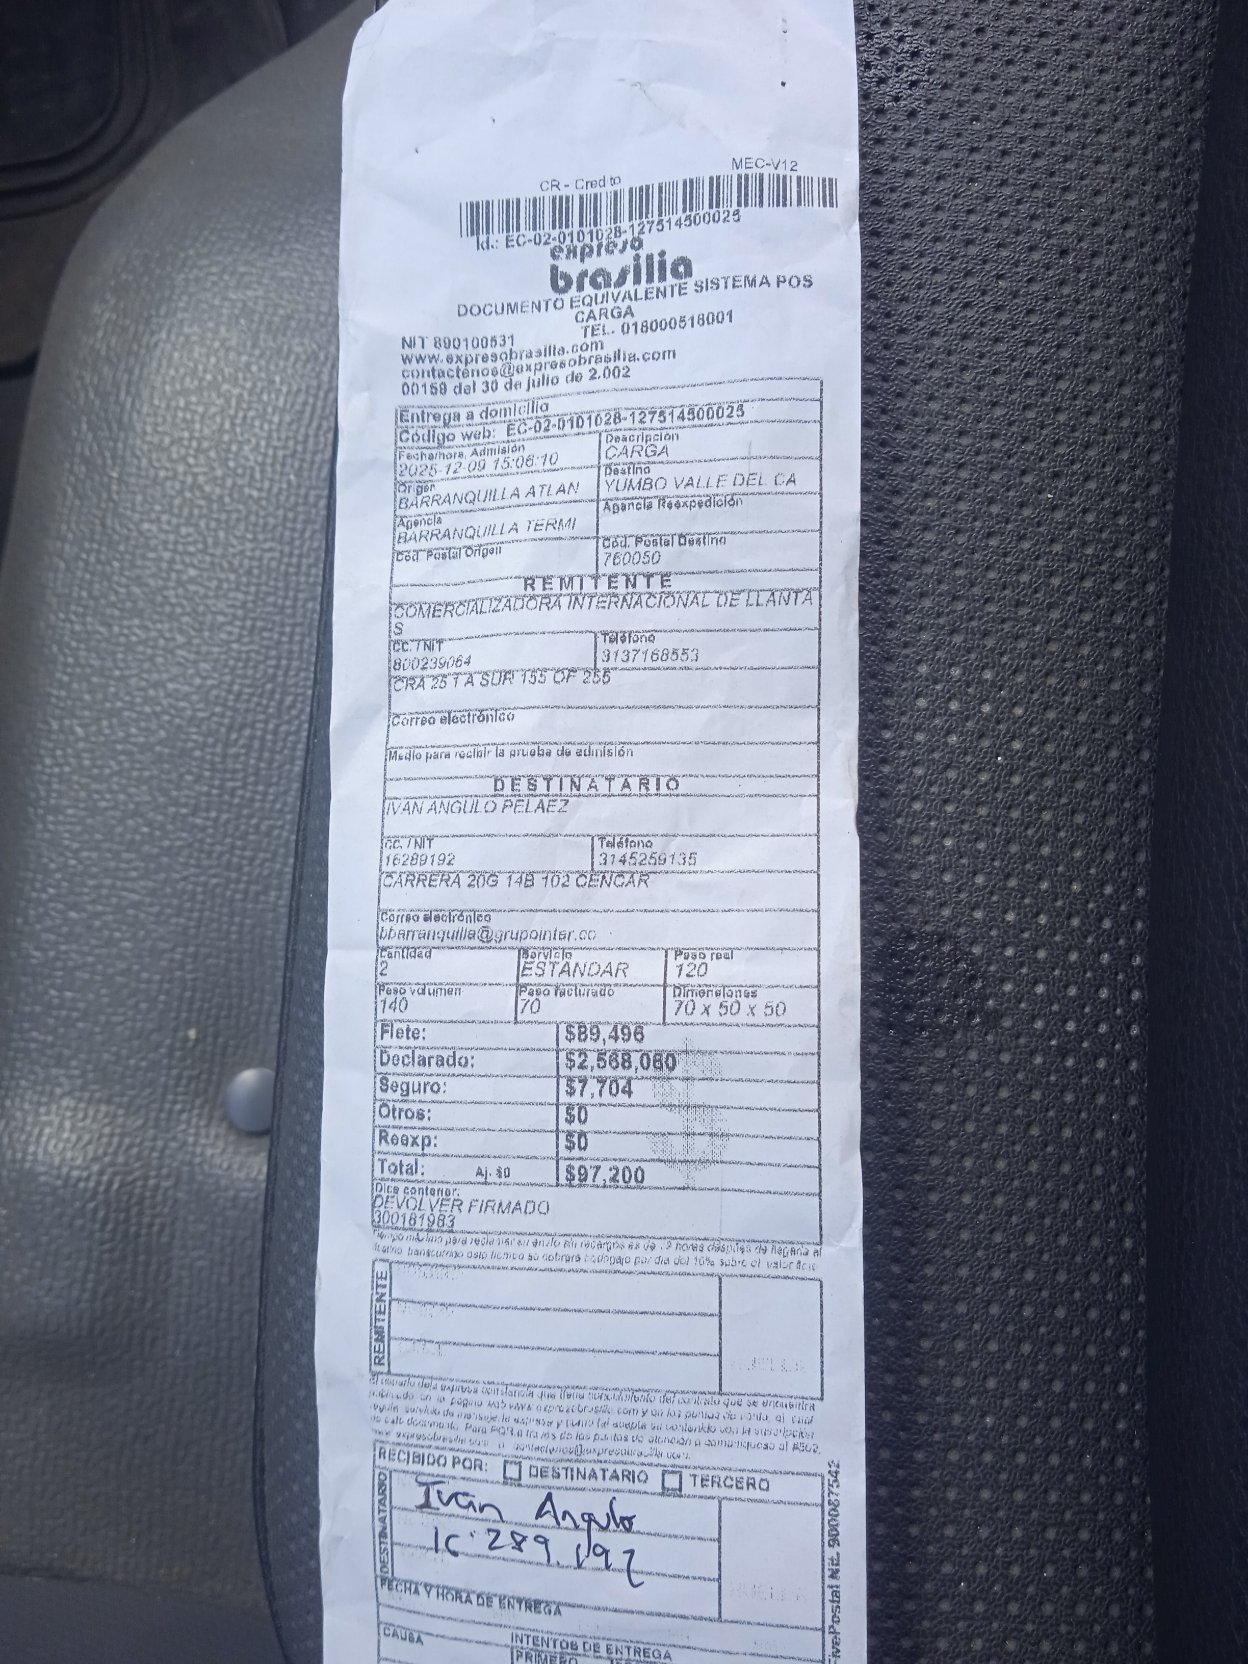 MEC-V12
CR - Credito
Id.: EC-02-0101028-127514500025
expreso
brasilia
DOCUMENTO EQUIVALENTE SISTEMA POS
CARGA
TEL. 018000518001
NIT 890100531
www.expresobrasilia.com
contactenos@expresobrasilia.com
00159 del 30 de julio de 2.002
Entrega a domicilio
Código web: EC-02-0101028-127514500025
Fecha/hora Admisión Descripción
2025-12-09 15:06:10 CARGA
Origen Destino
BARRANQUILLA ATLAN YUMBO VALLE DEL CA
Agencia Agencia Reexpedición
BARRANQUILLA TERMI
Cód. Postal Origen Cód. Postal Destino
760050
REMITENTE
COMERCIALIZADORA INTERNACIONAL DE LLANTA
S
CC. / NIT Teléfono
800239064 3137168553
CRA 25 1 A SUR 155 OF 255
Correo electrónico
Medio para recibir la prueba de admisión
DESTINATARIO
IVAN ANGULO PELAEZ
CC. / NIT Teléfono
16289192 3145259135
CARRERA 20G 14B 102 CENCAR
Correo electrónico
bbarranquilla@grupointer.co
Cantidad Servicio Peso real
2 ESTANDAR 120
Peso volumen Peso facturado Dimensiones
140 70 70 x 50 x 50
Flete: $89,496
Declarado: $2,568,060
Seguro: $7,704
Otros: $0
Reexp: $0
Total: Aj. $0 $97,200
Dice contener:
DEVOLVER FIRMADO
300181983
REMITENTE
RECIBIDO POR: DESTINATARIO TERCERO
DESTINATARIO
Iván Angulo
16.289.192
FECHA Y HORA DE ENTREGA
CAUSA INTENTOS DE ENTREGA
PRIMERO
Nit. 900087542